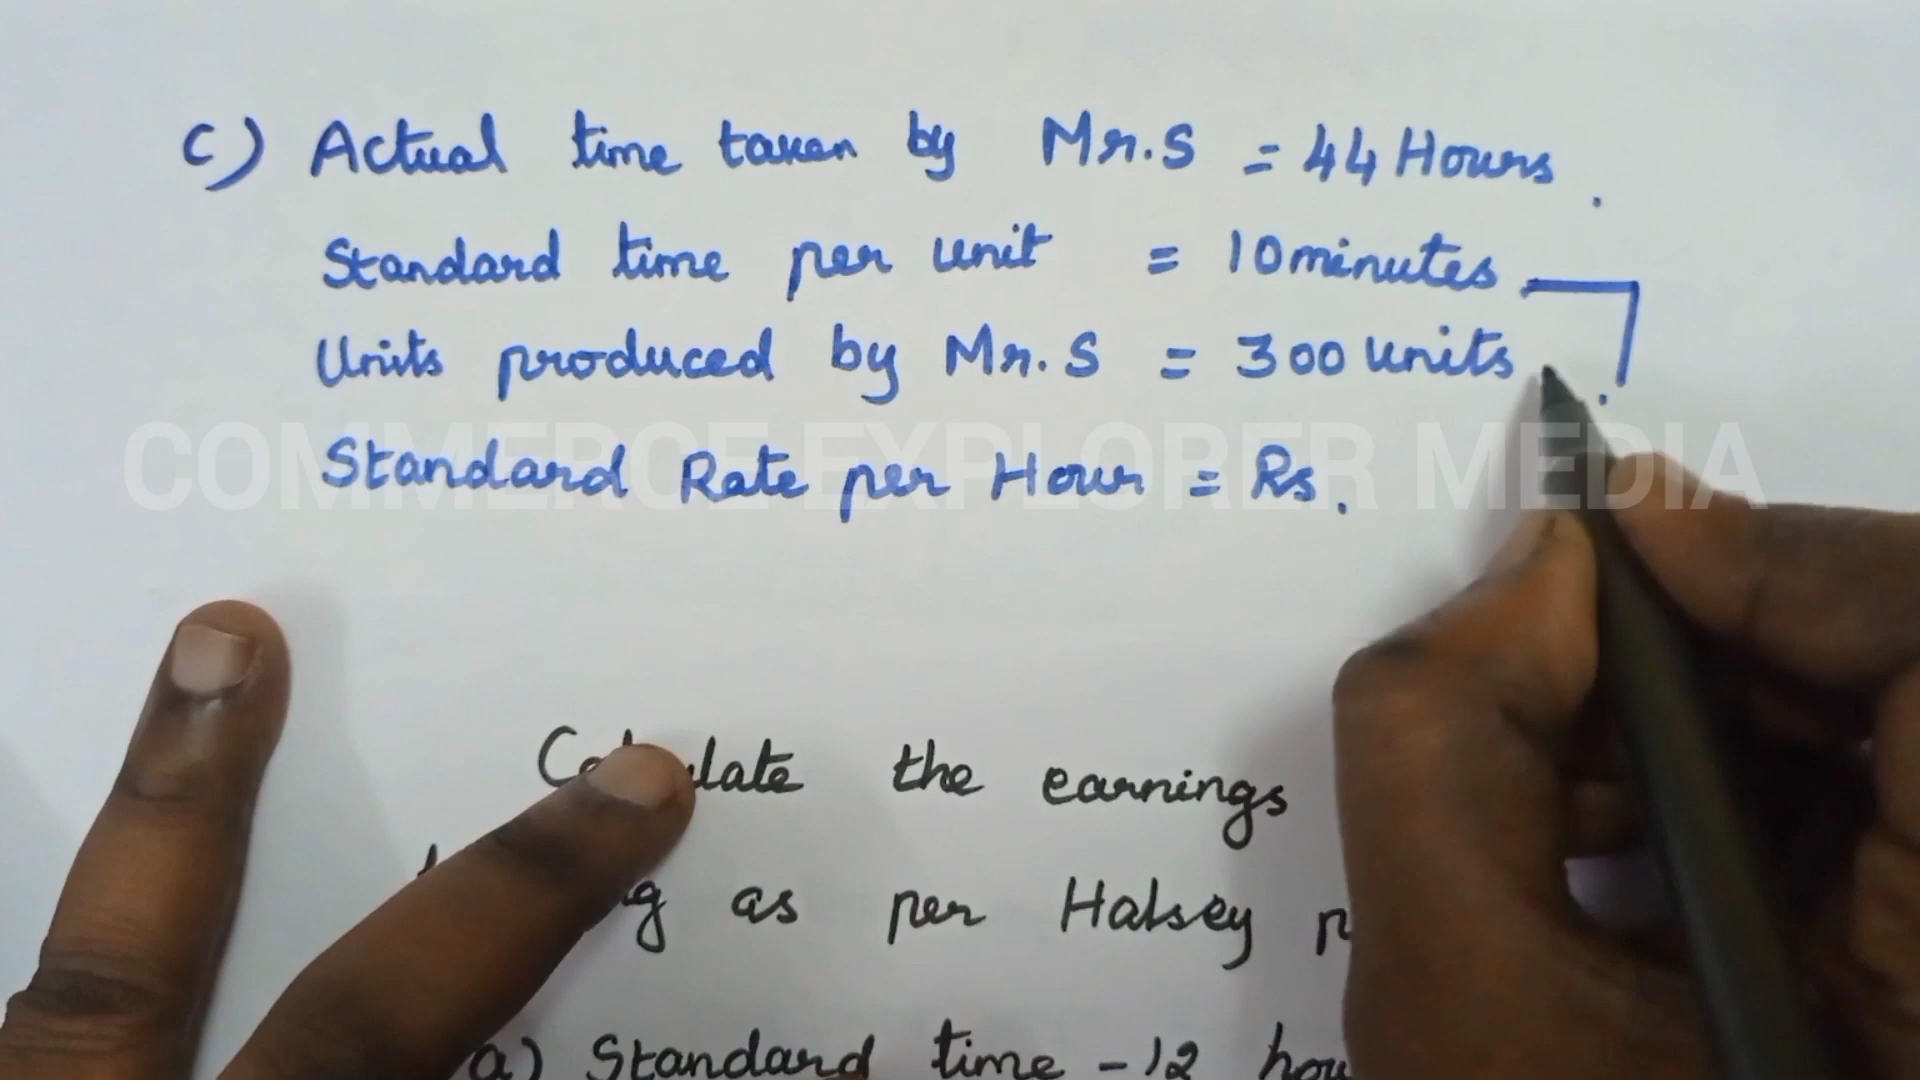 c) Actual time taken by Mr.S = 44 Hours.
Standard time per unit = 10 minutes
Units produced by Mr.S = 300 units.
COMMERCE EXPLORER MEDIA
Standard Rate per Hour = Rs.
the earnings
as per Halsey
a) Standard time - 12